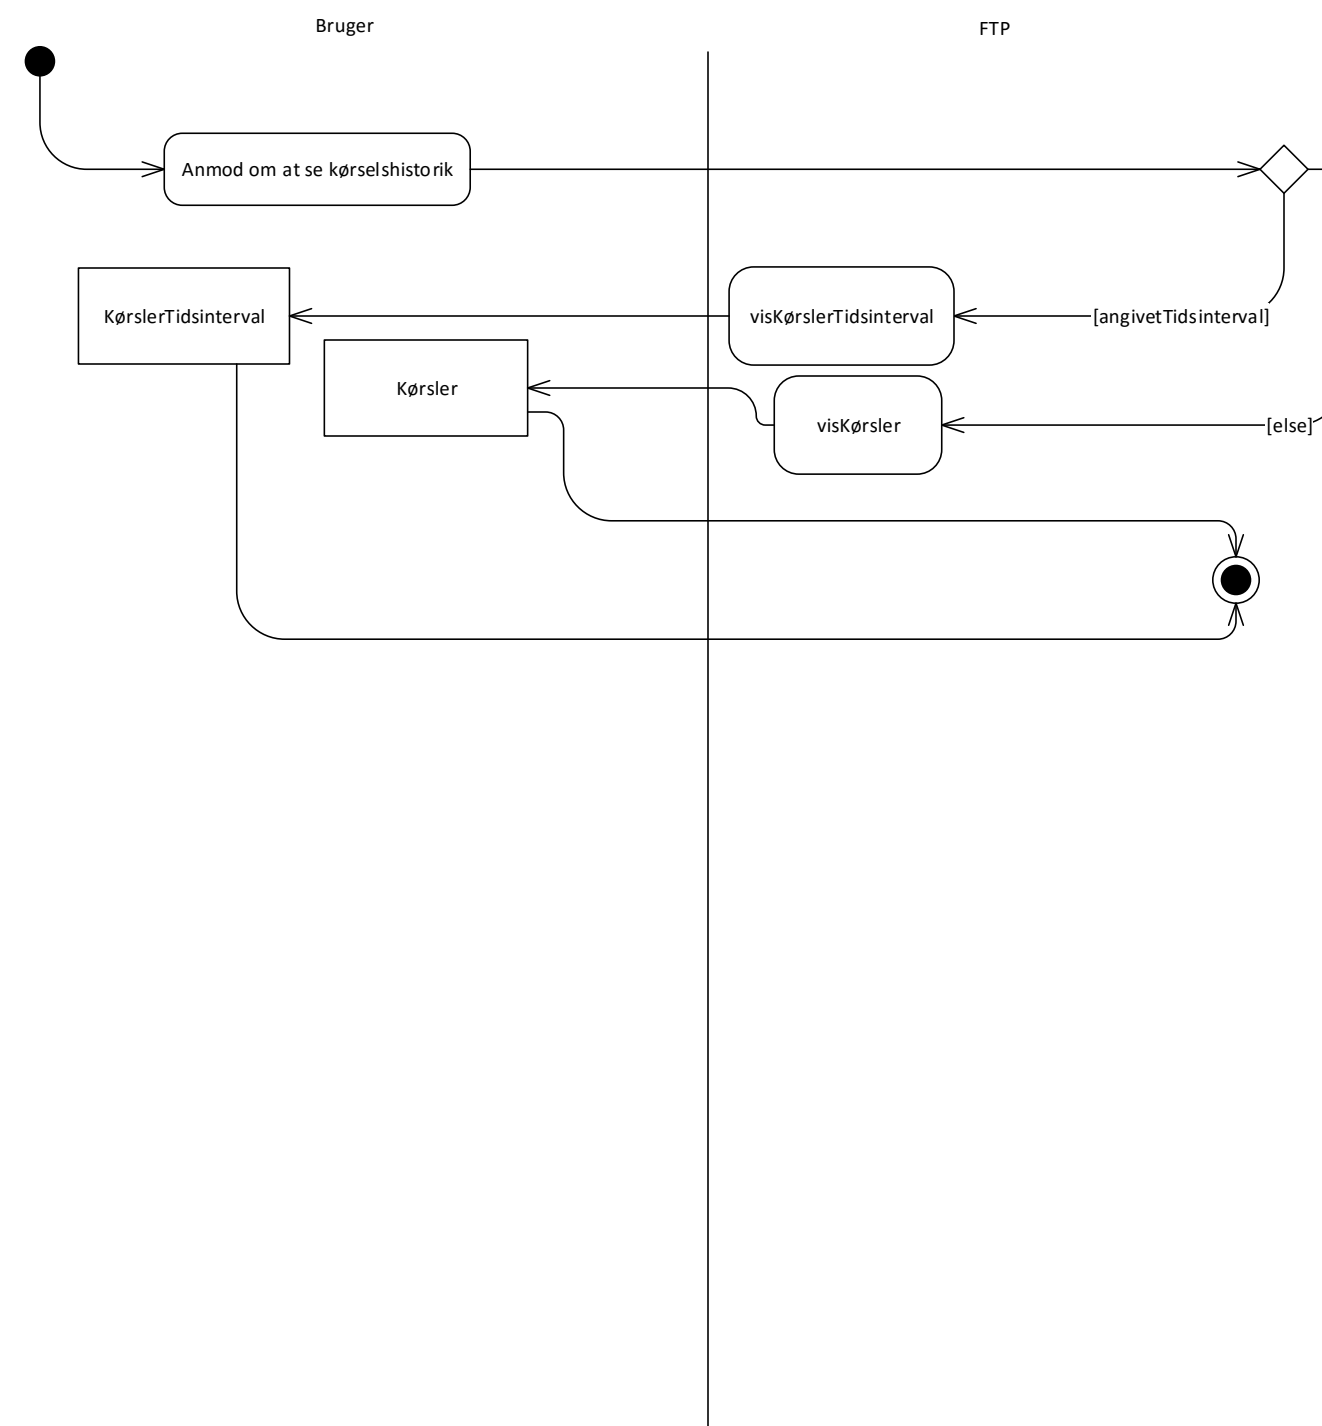 Bruger
FTP
Anmod om at se kørselshistorik
KørslerTidsinterval
visKørslerTidsinterval
[angivetTidsinterval]
Kørsler
visKørsler
[else]